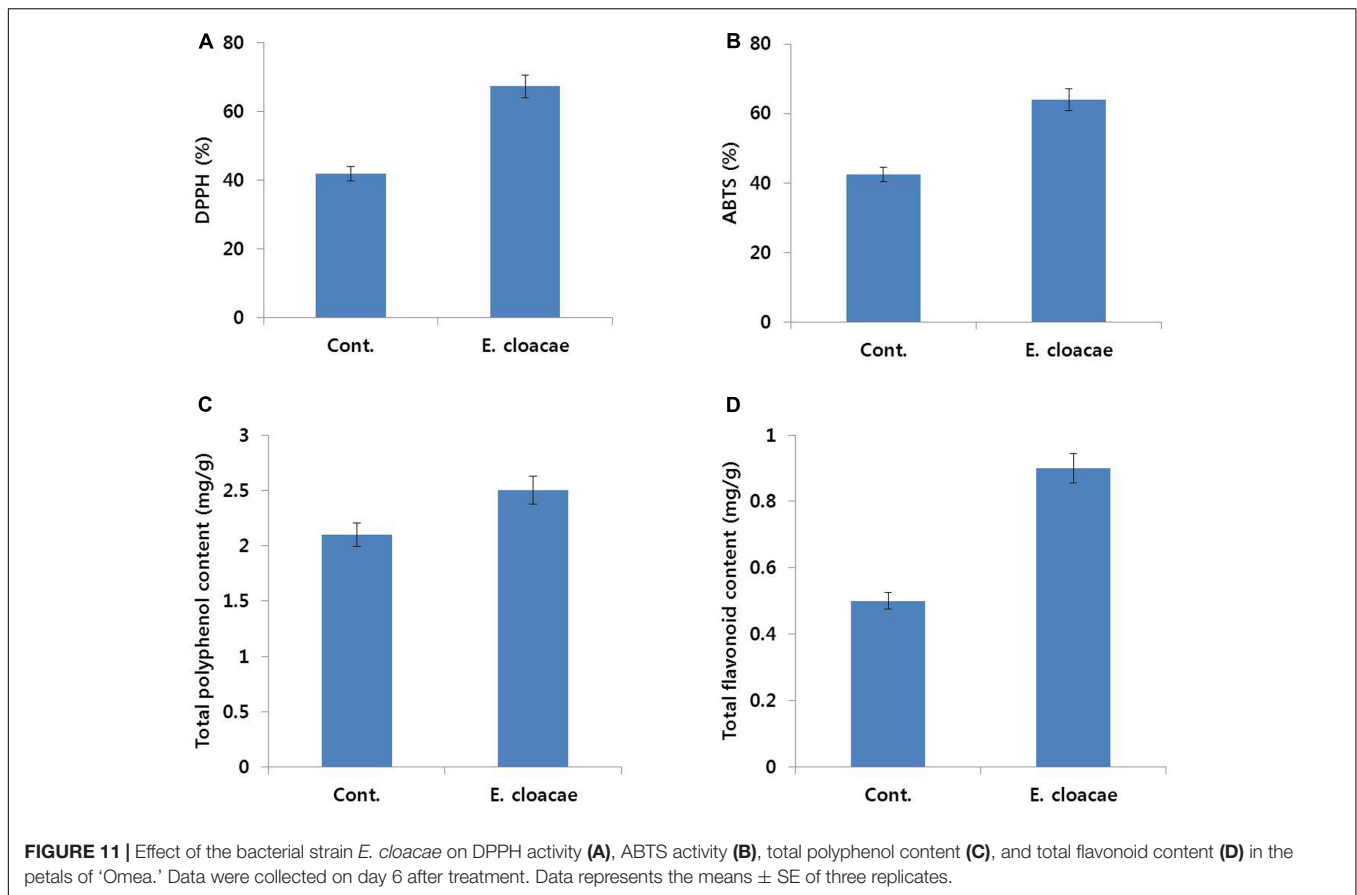 A
80
60
40
20
0
DPPH (%)
Cont.
E. cloacae
B
80
60
40
20
0
ABTS (%)
Cont.
E. cloacae
C
3
2.5
2
1.5
1
0.5
0
Total polyphenol content (mg/g)
Cont.
E. cloacae
D
1
0.8
0.6
0.4
0.2
0
Total flavonoid content (mg/g)
Cont.
E. cloacae
FIGURE 11 | Effect of the bacterial strain E. cloacae on DPPH activity (A), ABTS activity (B), total polyphenol content (C), and total flavonoid content (D) in the
petals of ‘Omea.’ Data were collected on day 6 after treatment. Data represents the means ± SE of three replicates.